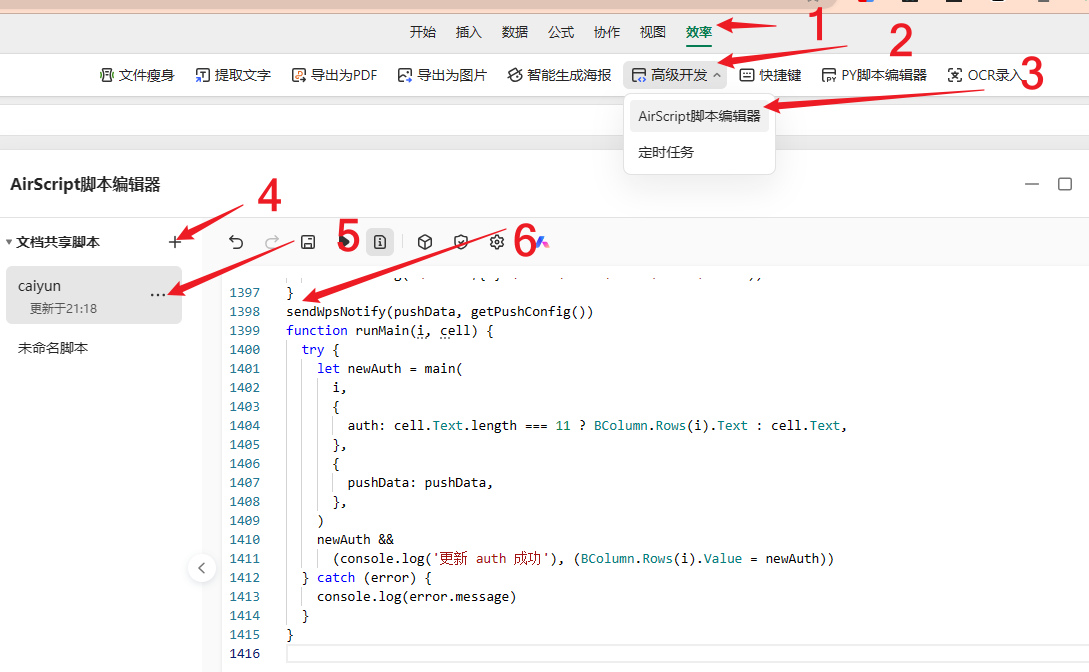 开始 插入 数据 公式 协作 视图 效率 1
文件瘦身 提取文字 导出为PDF 导出为图片 智能生成海报 高级开发 快捷键 PY脚本编辑器 OCR录入
2
3
AirScript脚本编辑器
定时任务
AirScript脚本编辑器
4
文档共享脚本
5
6
caiyun
更新于21:18
未命名脚本
1397 }
1398 sendWpsNotify(pushData, getPushConfig())
1399 function runMain(i, cell) {
1400 try {
1401 let newAuth = main(
1402 i,
1403 {
1404 auth: cell.Text.length === 11 ? BColumn.Rows(i).Text : cell.Text,
1405 },
1406 {
1407 pushData: pushData,
1408 },
1409 )
1410 newAuth &&
1411 (console.log('更新 auth 成功'), (BColumn.Rows(i).Value = newAuth))
1412 } catch (error) {
1413 console.log(error.message)
1414 }
1415 }
1416